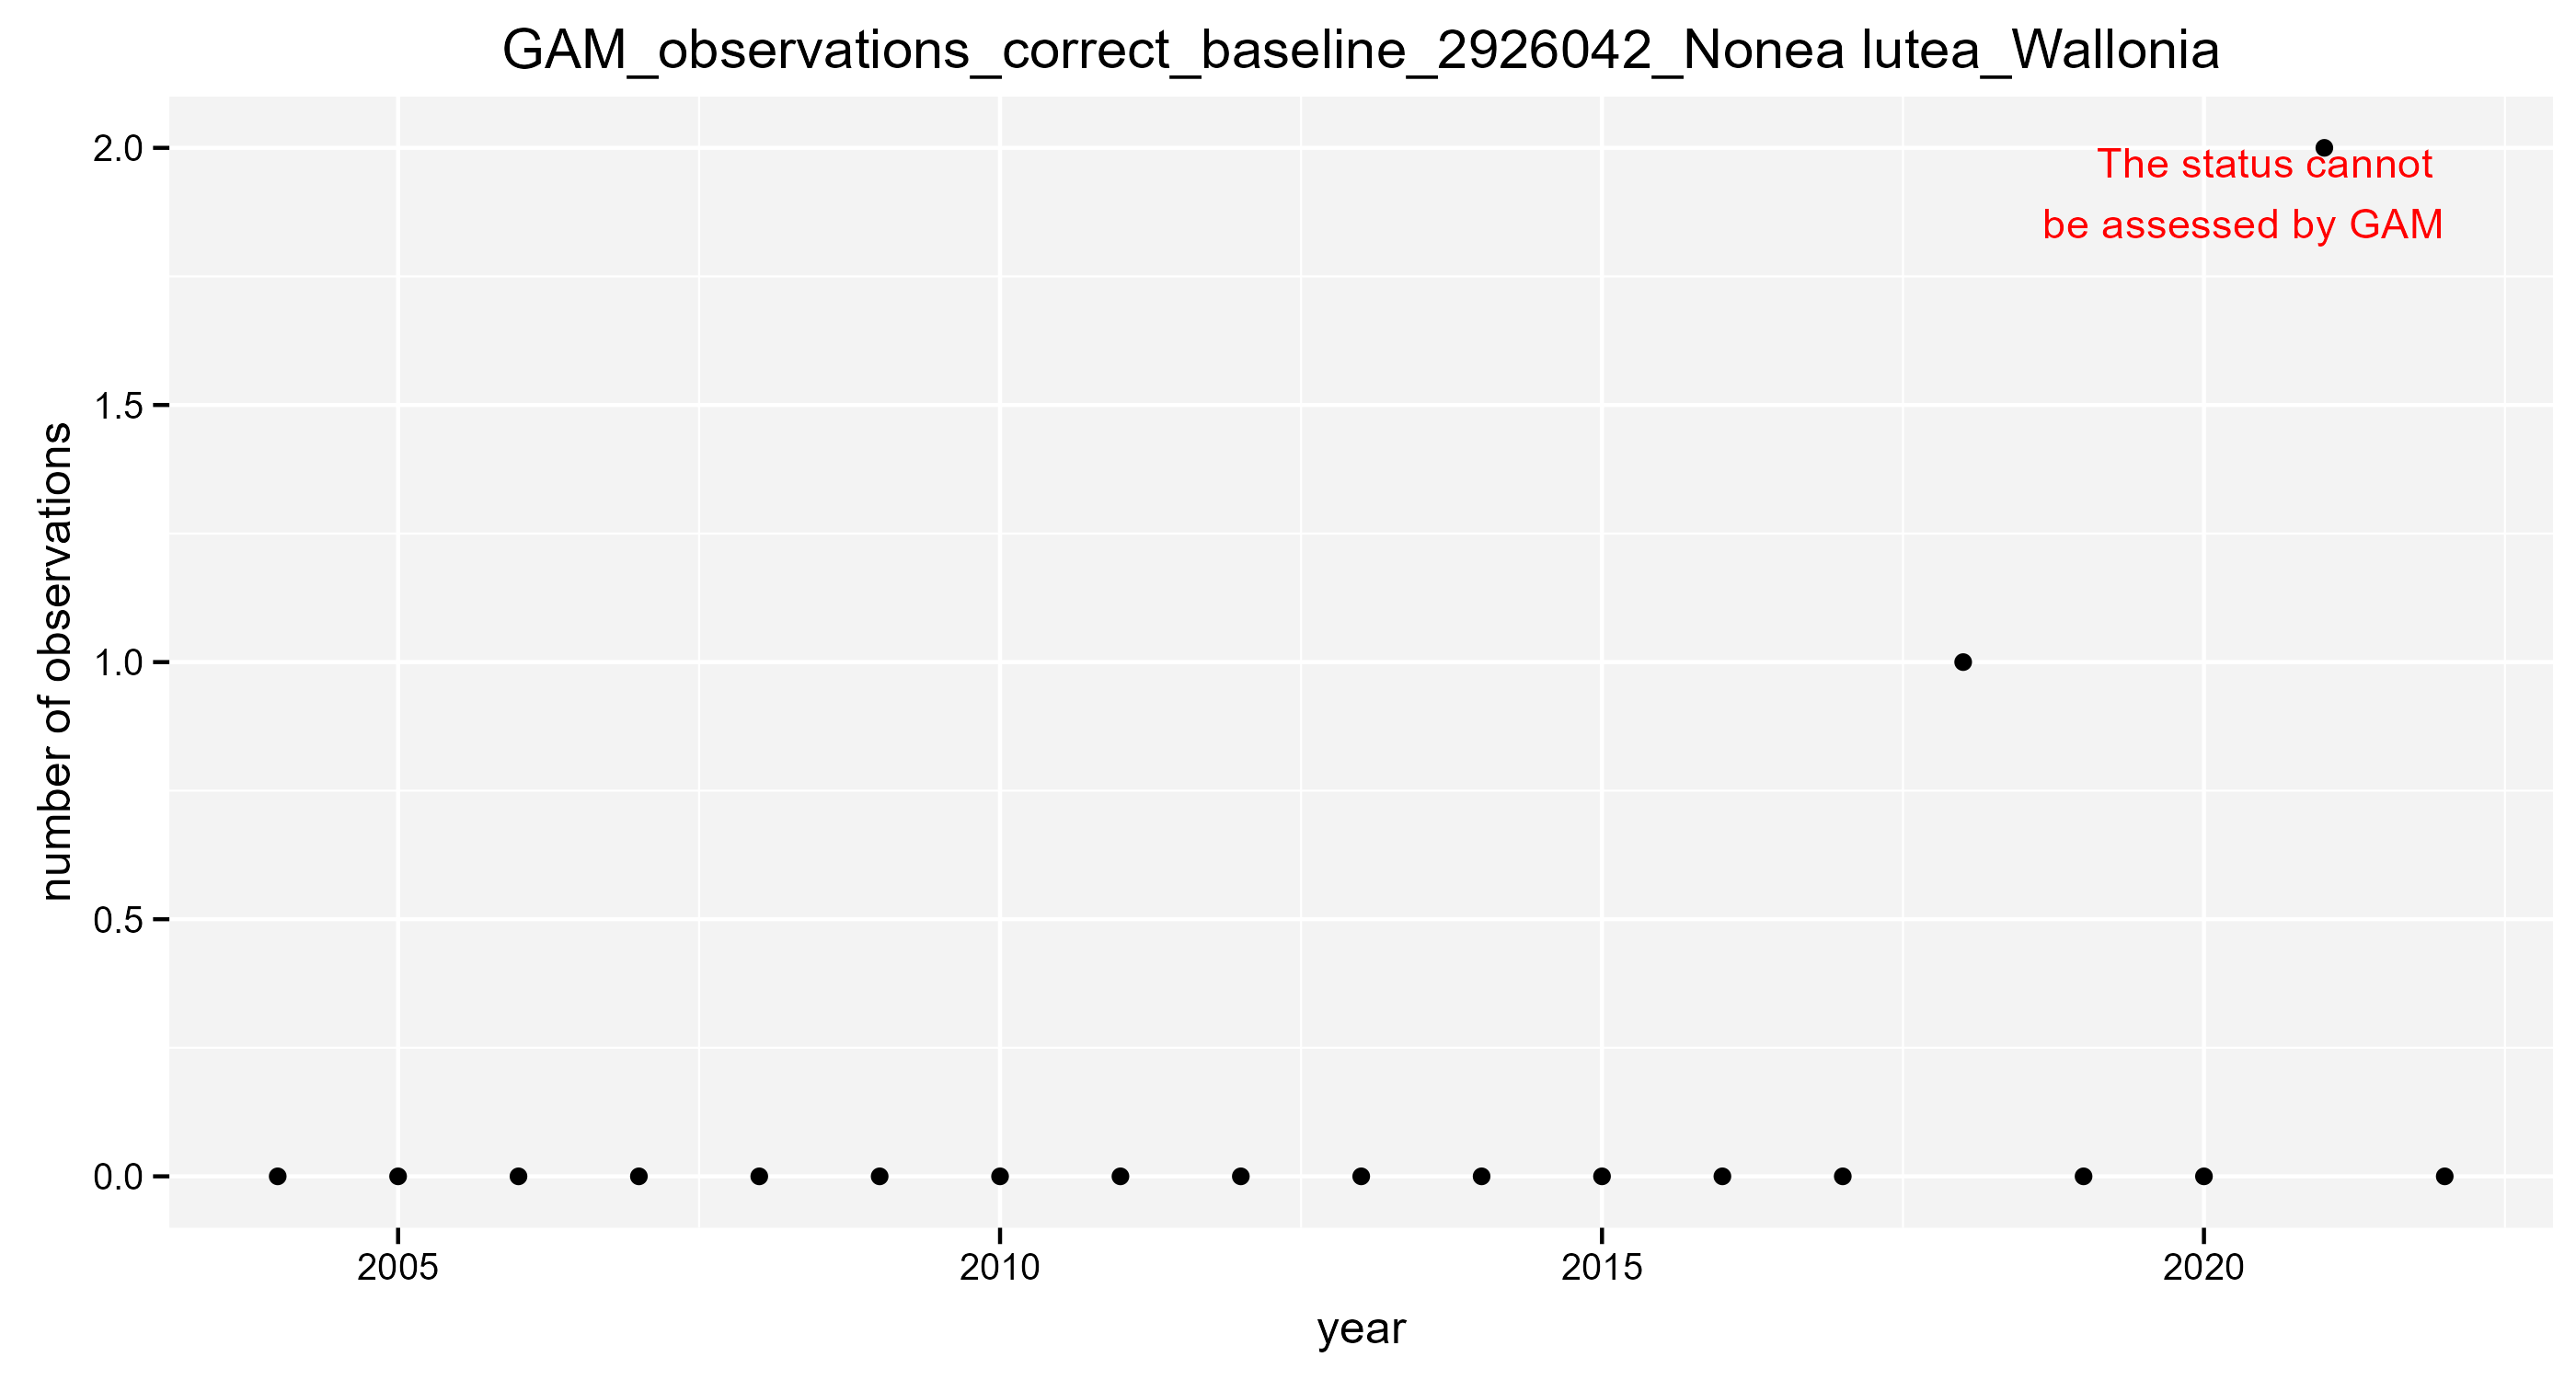 GAM_observations_correct_baseline_2926042_Nonea lutea_Wallonia
2.0
The status cannot
be assessed by GAM
1.5
number of observations
1.0
0.5
0.0
2005
2010
2015
2020
year